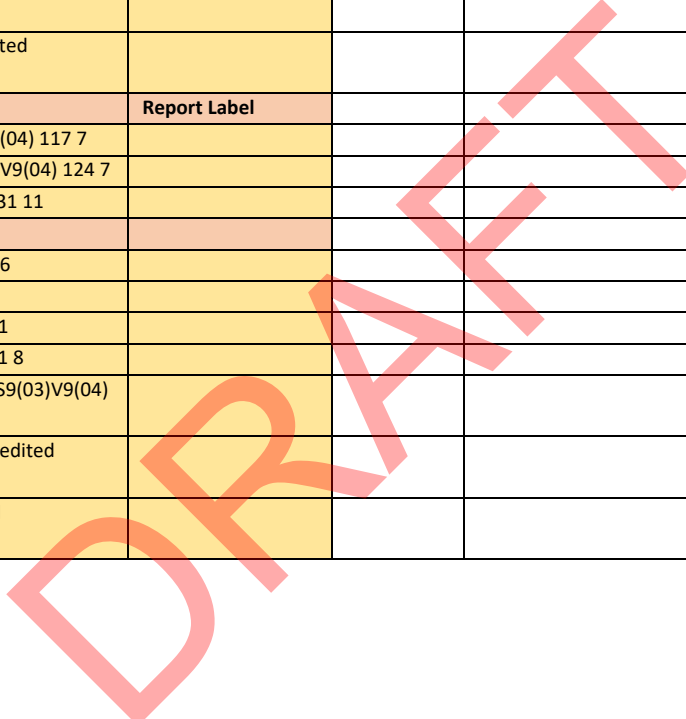 ted
Report Label
(04) 117 7
V9(04) 124 7
31 11
6
1
1 8
S9(03)V9(04)
edited
DRAFT